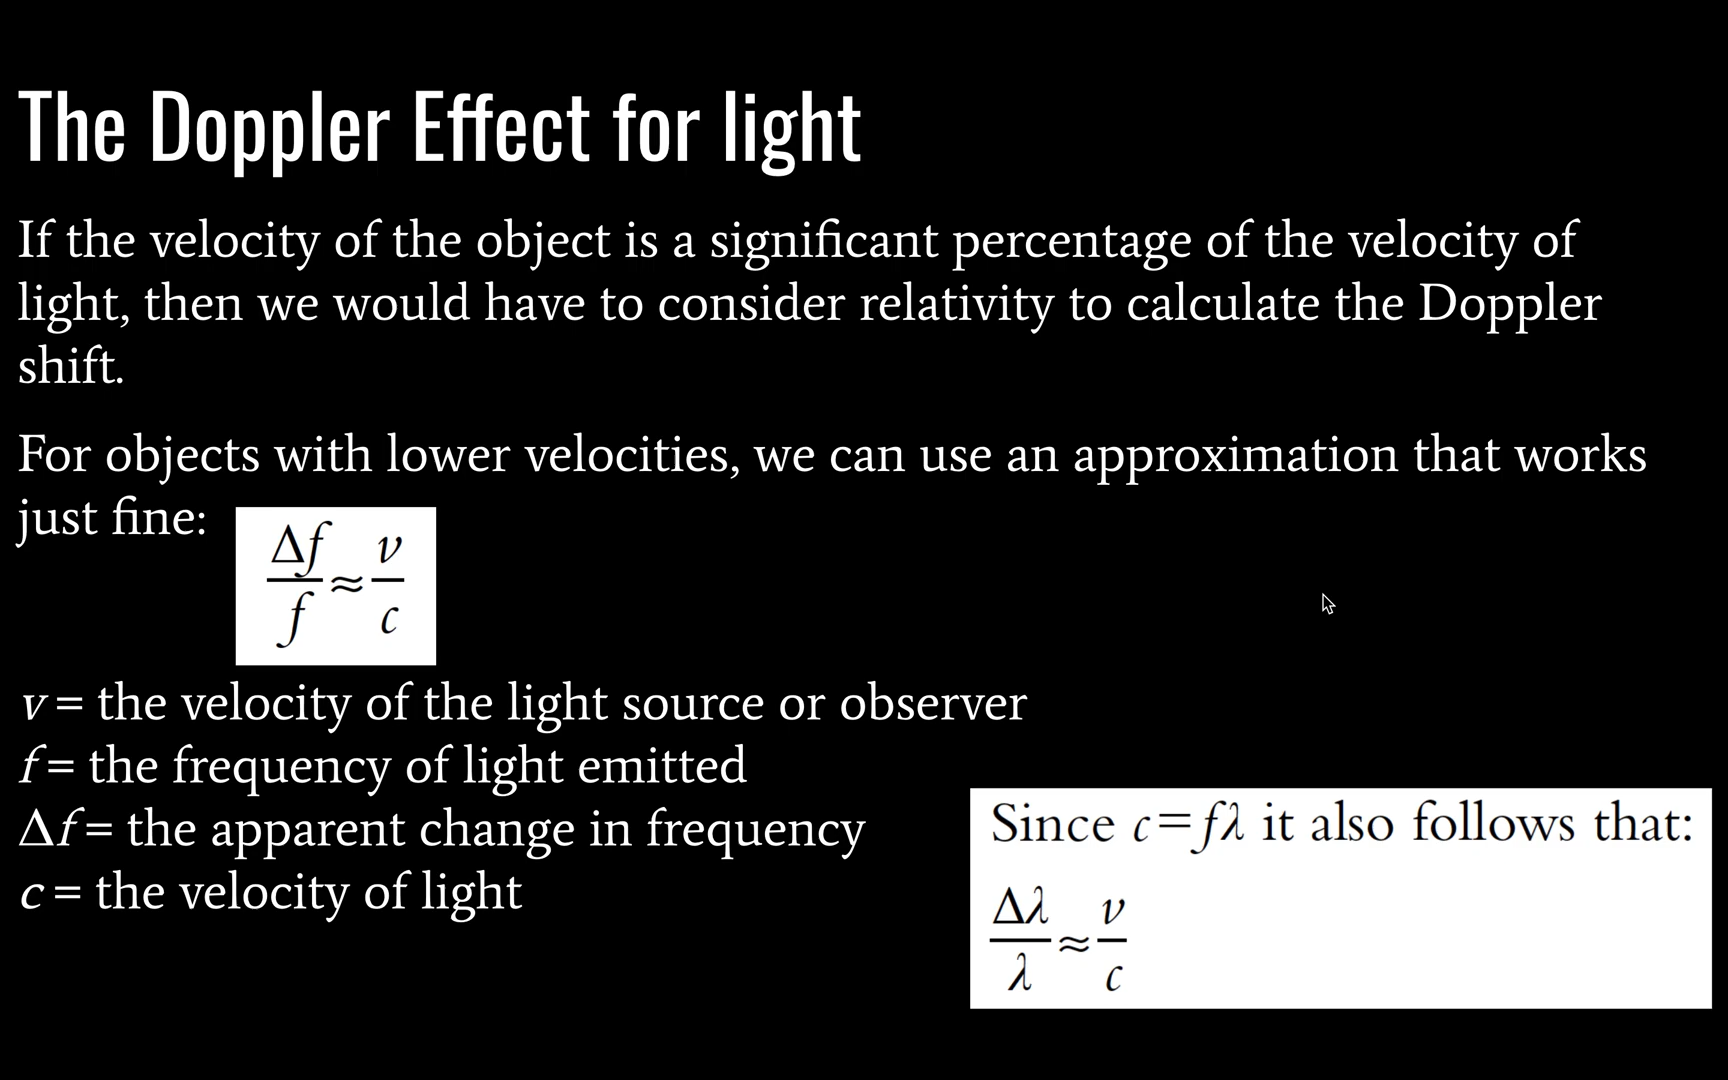 The Doppler Effect for light
If the velocity of the object is a significant percentage of the velocity of
light, then we would have to consider relativity to calculate the Doppler
shift.
For objects with lower velocities, we can use an approximation that works
just fine:
Δf/f ≈ v/c
v = the velocity of the light source or observer
f = the frequency of light emitted
Δf = the apparent change in frequency
c = the velocity of light
Since c=fλ it also follows that:
Δλ/λ ≈ v/c